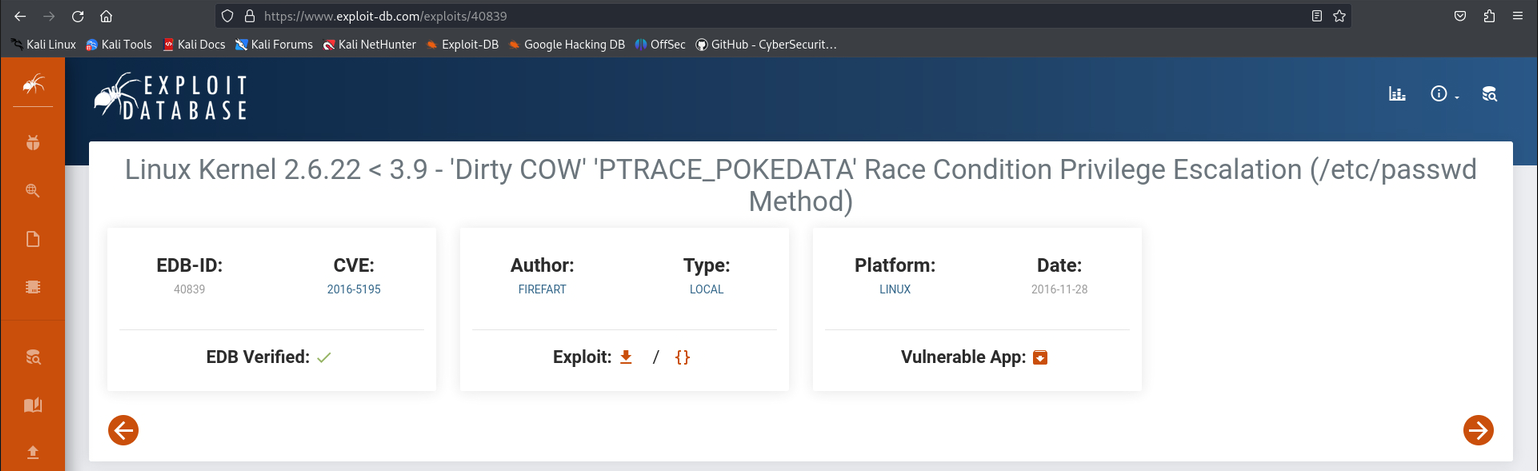 https://www.exploit-db.com/exploits/40839
Kali Linux Kali Tools Kali Docs Kali Forums Kali NetHunter Exploit-DB Google Hacking DB OffSec GitHub - CyberSecurit…
EXPLOIT
DATABASE
Linux Kernel 2.6.22 < 3.9 - 'Dirty COW' 'PTRACE_POKEDATA' Race Condition Privilege Escalation (/etc/passwd
Method)
EDB-ID: CVE:
40839 2016-5195
EDB Verified:
Author: Type:
FIREFART LOCAL
Exploit: / {}
Platform: Date:
LINUX 2016-11-28
Vulnerable App: